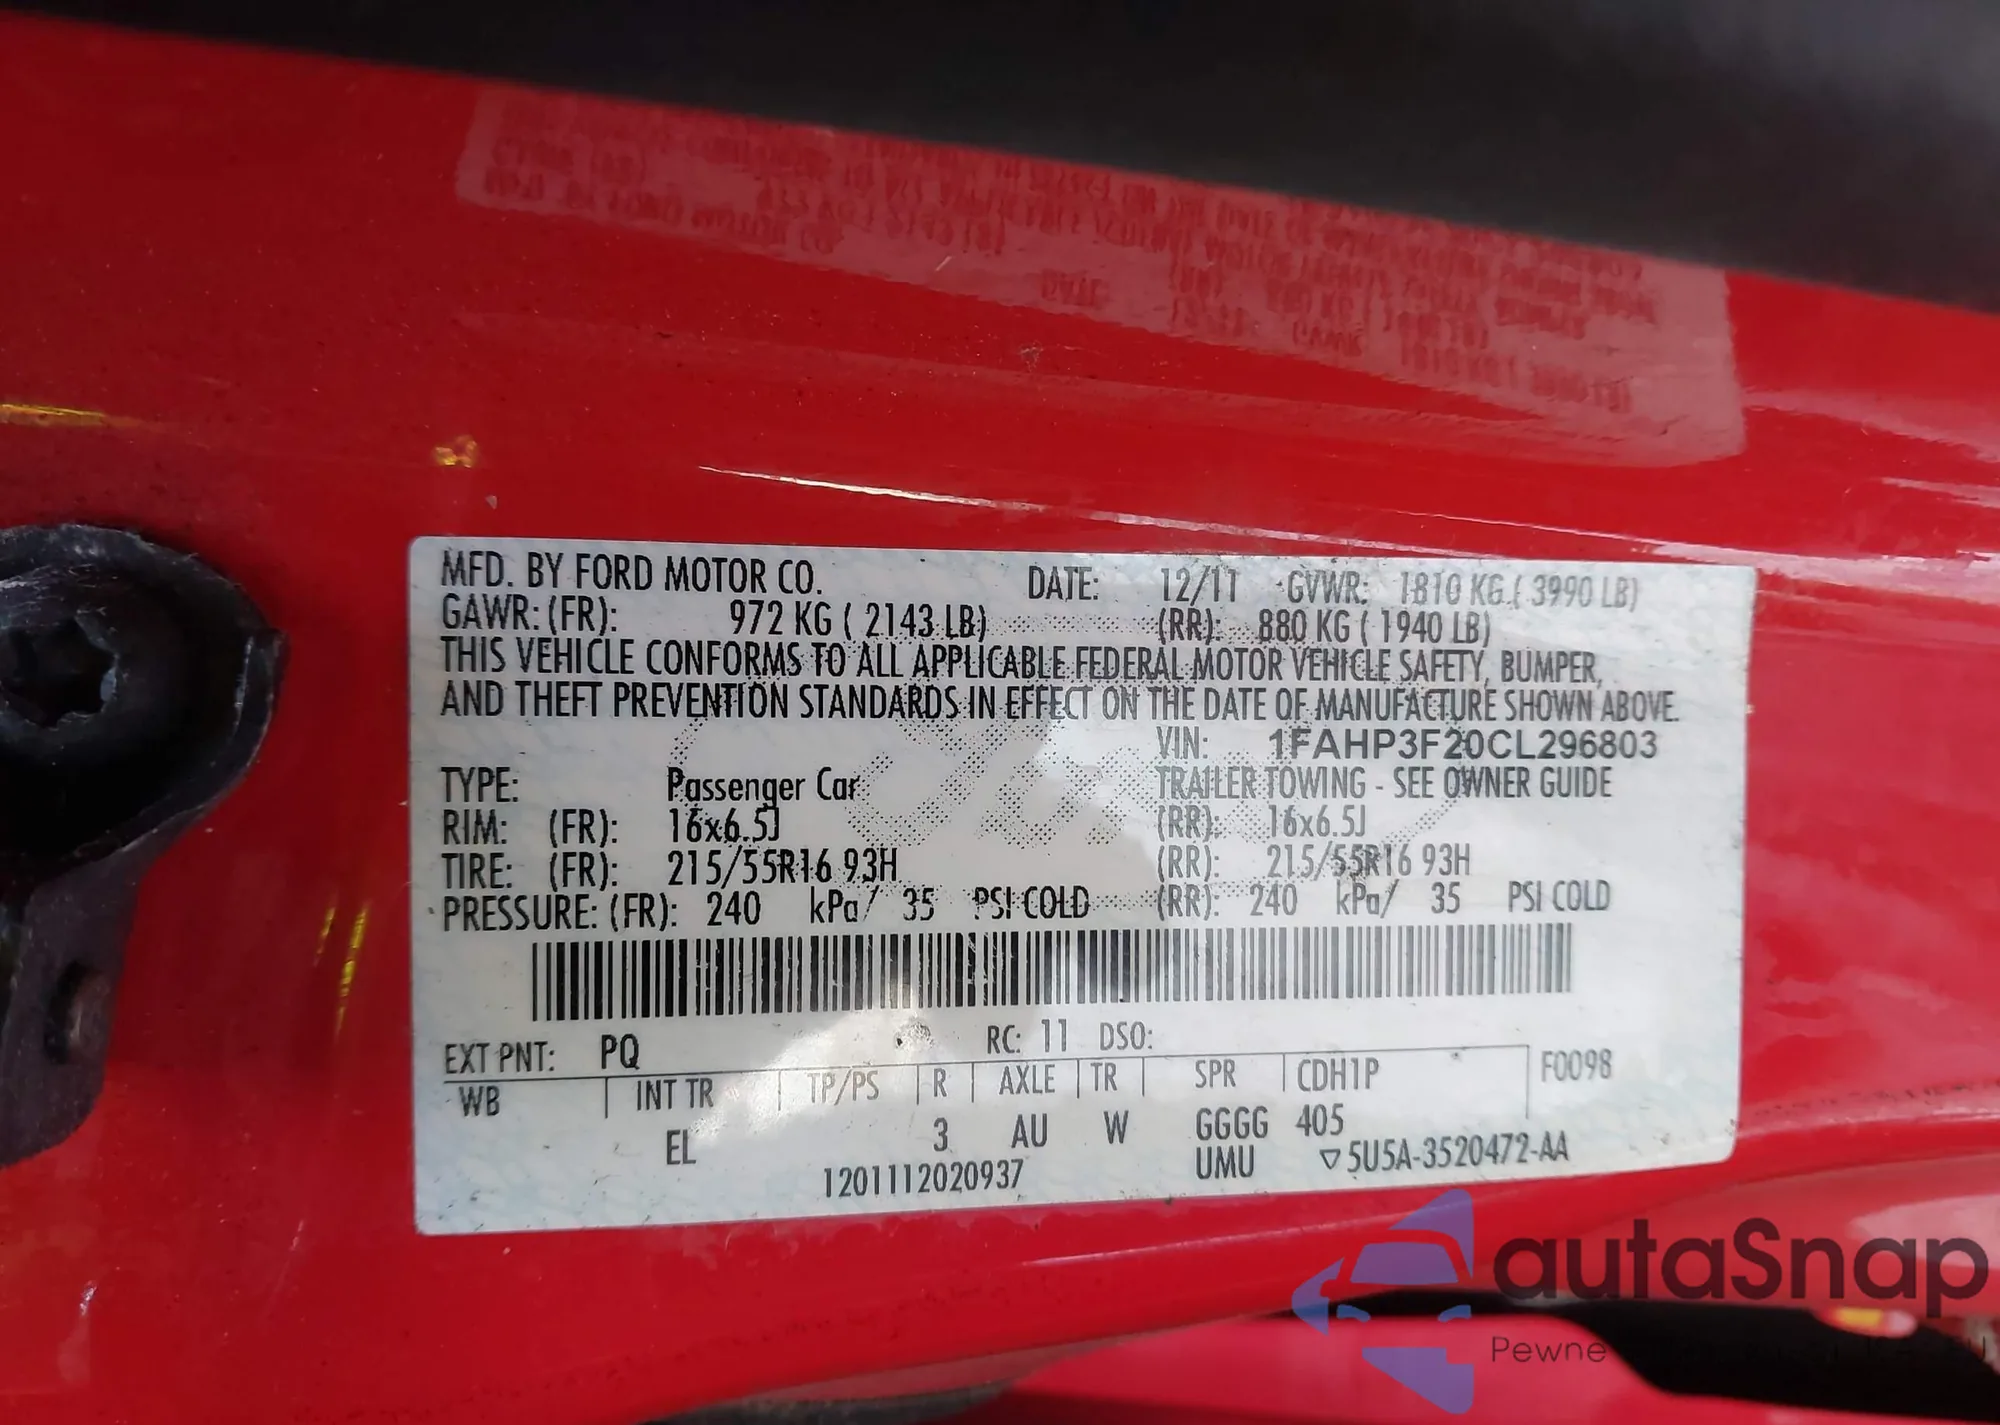 MFD. BY FORD MOTOR CO. DATE: 12/11 GVWR: 1810 KG ( 3990 LB)
GAWR: (FR): 972 KG ( 2143 LB) (RR): 880 KG ( 1940 LB)
THIS VEHICLE CONFORMS TO ALL APPLICABLE FEDERAL MOTOR VEHICLE SAFETY, BUMPER,
AND THEFT PREVENTION STANDARDS IN EFFECT ON THE DATE OF MANUFACTURE SHOWN ABOVE.
VIN: 1FAHP3F20CL296803
TYPE: Passenger Car TRAILER TOWING - SEE OWNER GUIDE
RIM: (FR): 16x6.5J (RR): 16x6.5J
TIRE: (FR): 215/55R16 93H (RR): 215/55R16 93H
PRESSURE: (FR): 240 kPa/ 35 PSI COLD (RR): 240 kPa/ 35 PSI COLD
EXT PNT: PQ RC: 11 DSO:
WB INT TR TP/PS R AXLE TR SPR CDH1P F0098
EL 3 AU W GGGG 405
1201112020937 UMU ▽5U5A-3520472-AA
autaSnap
Pewne